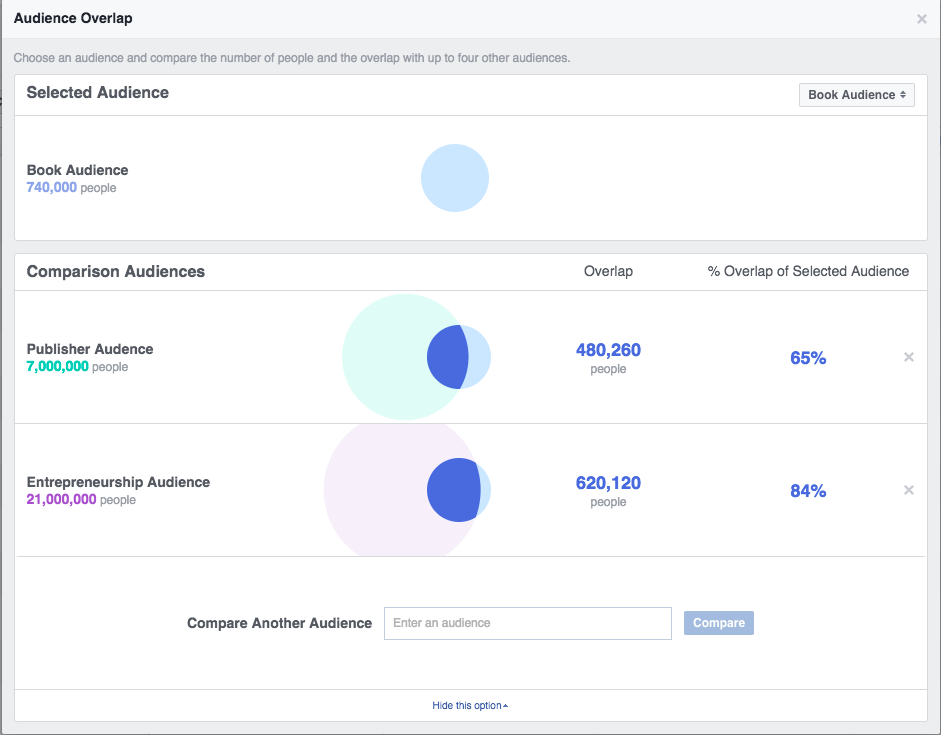 Audience Overlap
Choose an audience and compare the number of people and the overlap with up to four other audiences.
Selected Audience
Book Audience
Book Audience
740,000 people
Comparison Audiences
Overlap
% Overlap of Selected Audience
Publisher Audence
7,000,000 people
480,260
people
65%
Entrepreneurship Audience
21,000,000 people
620,120
people
84%
Compare Another Audience
Enter an audience
Compare
Hide this option